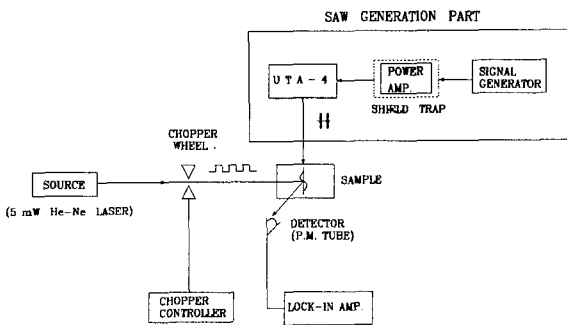 SAW GENERATION PART
UTA-4
POWER
AMP.
SIGNAL
GENERATOR
SHIELD TRAP
CHOPPER
WHEEL
SOURCE
(5 mW He-Ne LASER)
SAMPLE
DETECTOR
(P.M. TUBE)
CHOPPER
CONTROLLER
LOCK-IN AMP.